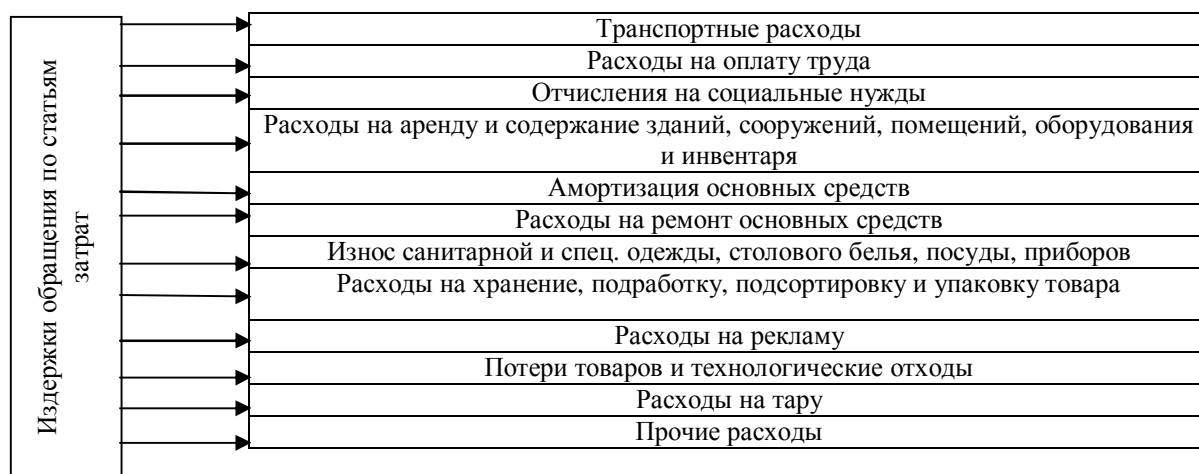 Издержки обращения по статьям
затрат
Транспортные расходы
Расходы на оплату труда
Отчисления на социальные нужды
Расходы на аренду и содержание зданий, сооружений, помещений, оборудования
и инвентаря
Амортизация основных средств
Расходы на ремонт основных средств
Износ санитарной и спец. одежды, столового белья, посуды, приборов
Расходы на хранение, подработку, подсортировку и упаковку товара
Расходы на рекламу
Потери товаров и технологические отходы
Расходы на тару
Прочие расходы